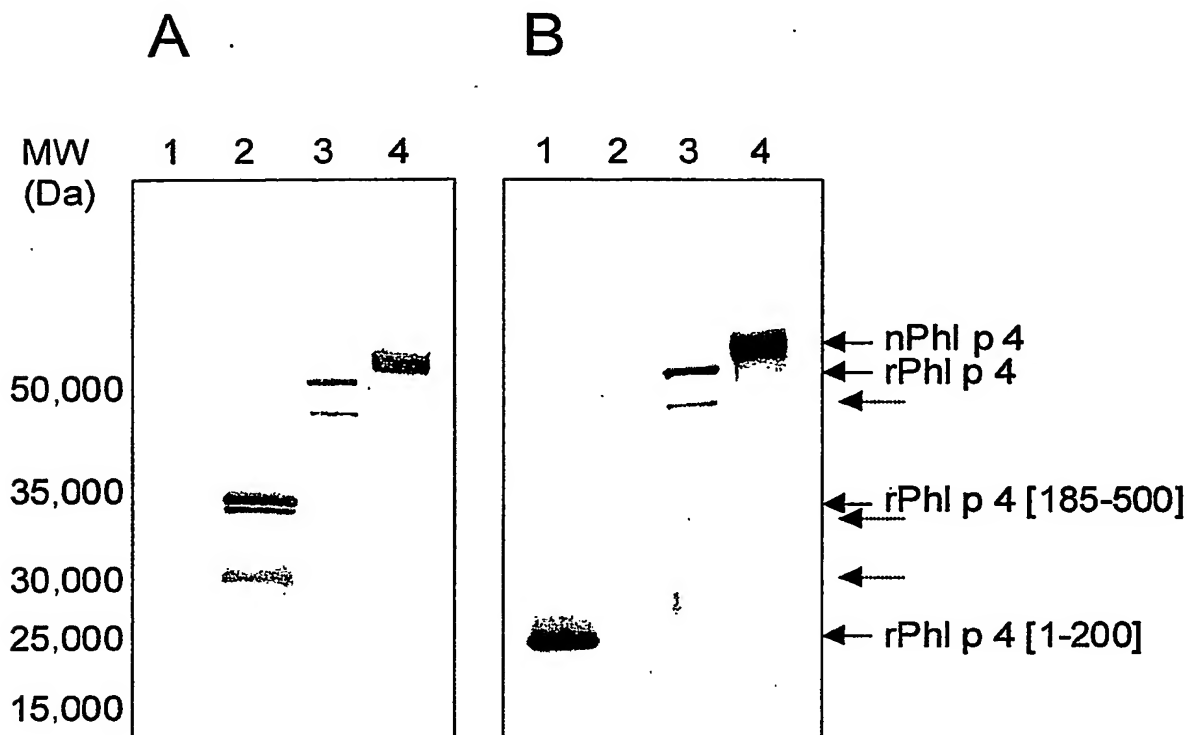 A B
MW 1 2 3 4 1 2 3 4
(Da)
nPhl p 4
rPhl p 4
50,000
35,000 rPhl p 4 [185-500]
30,000
25,000 rPhl p 4 [1-200]
15,000